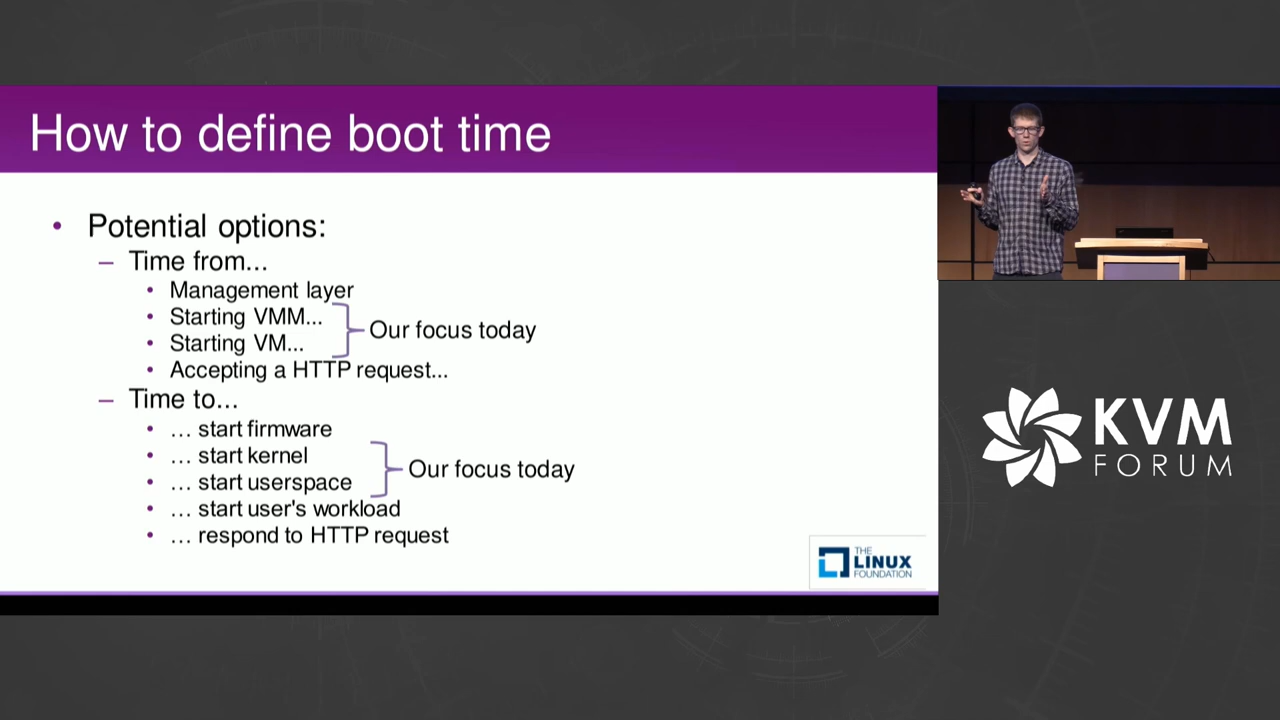 How to define boot time
• Potential options:
– Time from...
• Management layer
• Starting VMM...
• Starting VM...
Our focus today
• Accepting a HTTP request...
– Time to...
• … start firmware
• … start kernel
• … start userspace
Our focus today
• … start user's workload
• … respond to HTTP request
THE
LINUX
FOUNDATION
KVM
FORUM